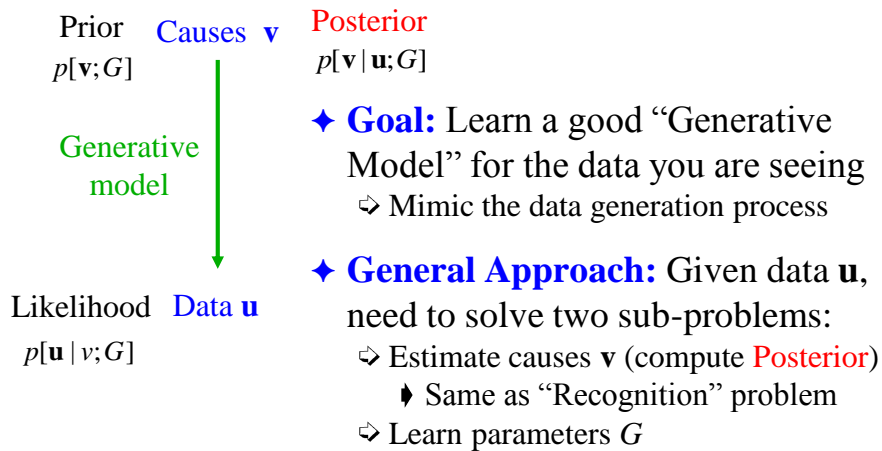 Prior Causes v Posterior
p[v;G] p[v | u;G]
Generative
model
Likelihood Data u
p[u | v;G]
✦ Goal: Learn a good “Generative
Model” for the data you are seeing
➪ Mimic the data generation process
✦ General Approach: Given data u,
need to solve two sub-problems:
➪ Estimate causes v (compute Posterior)
➧ Same as “Recognition” problem
➪ Learn parameters G